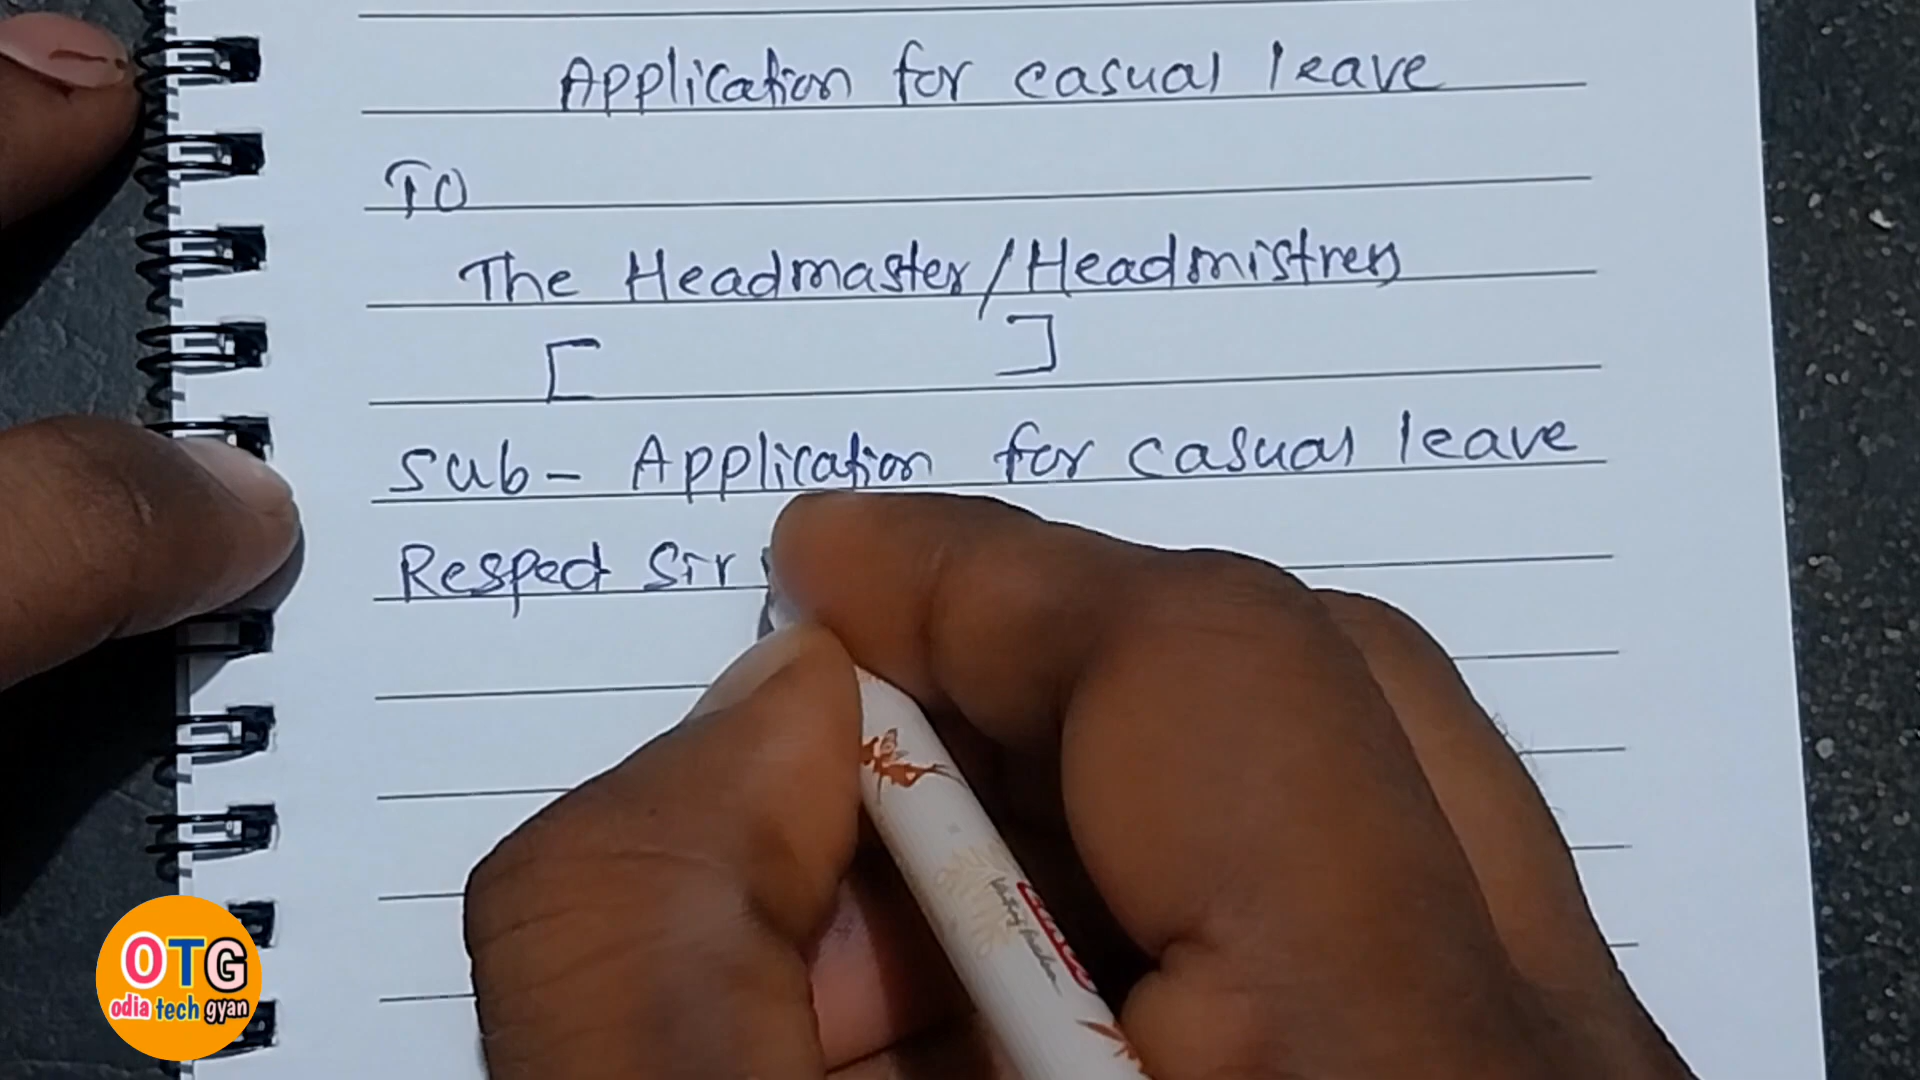 Application for casual leave
TO
The Headmaster/Headmistress
[ ]
Sub- Application for casual leave
Respect Sir
OTG
odia tech gyan